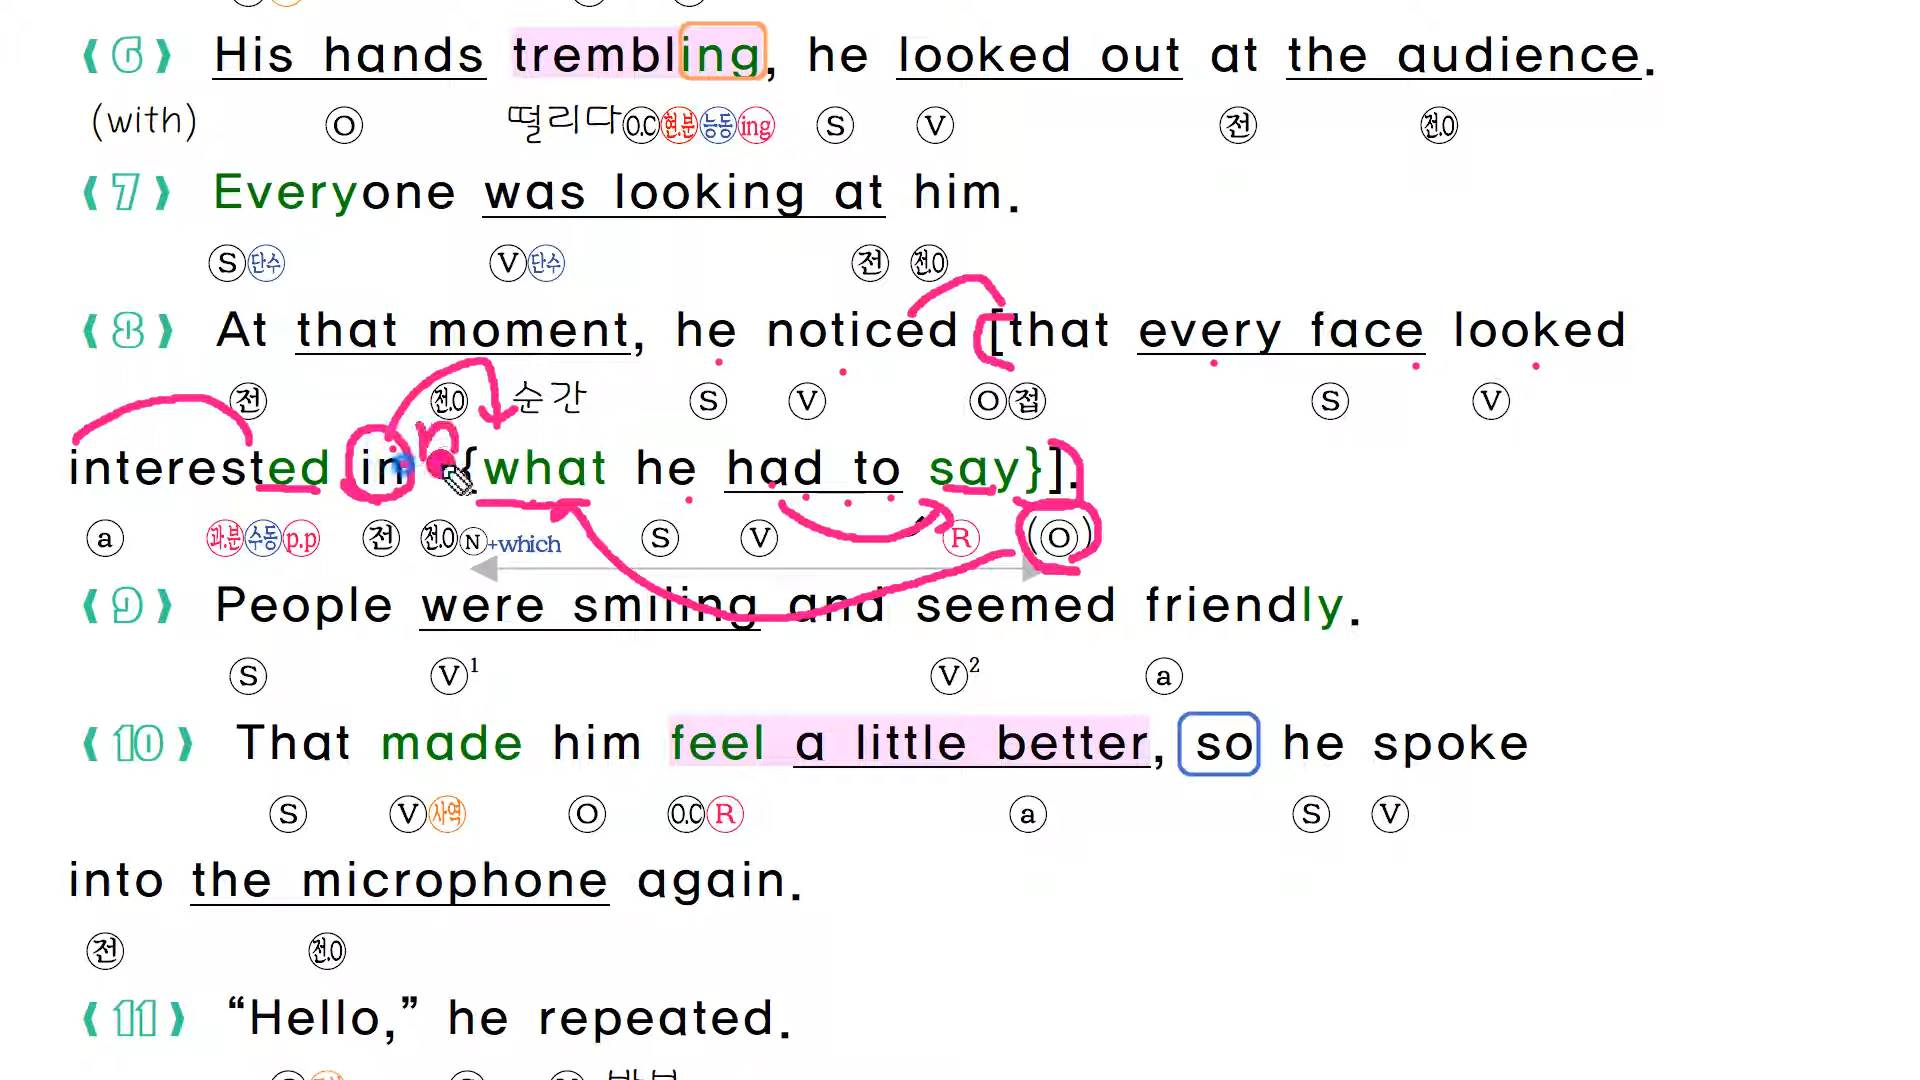 (6) His hands trembling, he looked out at the audience.
(with) O 떨리다 O.C 현.분 능동 ing S V 전 전.O
(7) Everyone was looking at him.
S 단수 V 단수 전 전.O
(8) At that moment, he noticed [that every face looked
전 전.O 순간 S V O 접 S V
interested in {what he had to say}].
a 과.분 수동 p.p 전 전.O N+which S V R (O)
(9) People were smiling and seemed friendly.
S V1 V2 a
(10) That made him feel a little better, so he spoke
S V 사역 O O.C R a S V
into the microphone again.
전 전.O
(11) “Hello,” he repeated.